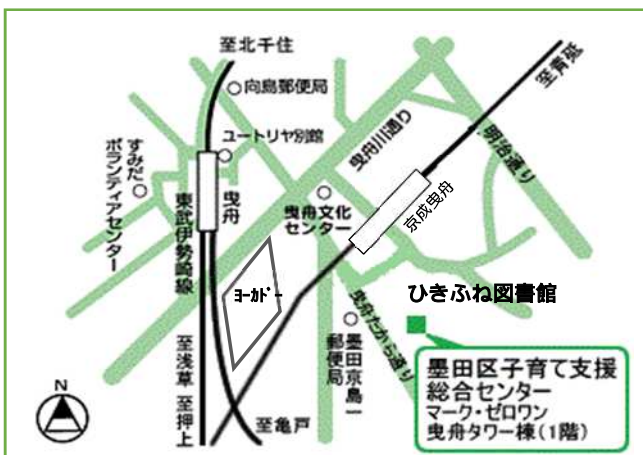 至北千住
向島郵便局
ユートリヤ別館
すみだ
ボランティアセンター
東武伊勢崎線
曳舟
曳舟川通り
曳舟文化
センター
京成曳舟
明治通り
至青砥
ﾖｰｶﾄﾞｰ
曳舟たから通り
墨田京島一
郵便局
ひきふね図書館
至浅草
至押上
至亀戸
N
墨田区子育て支援
総合センター
マーク・ゼロワン
曳舟タワー棟(1階)